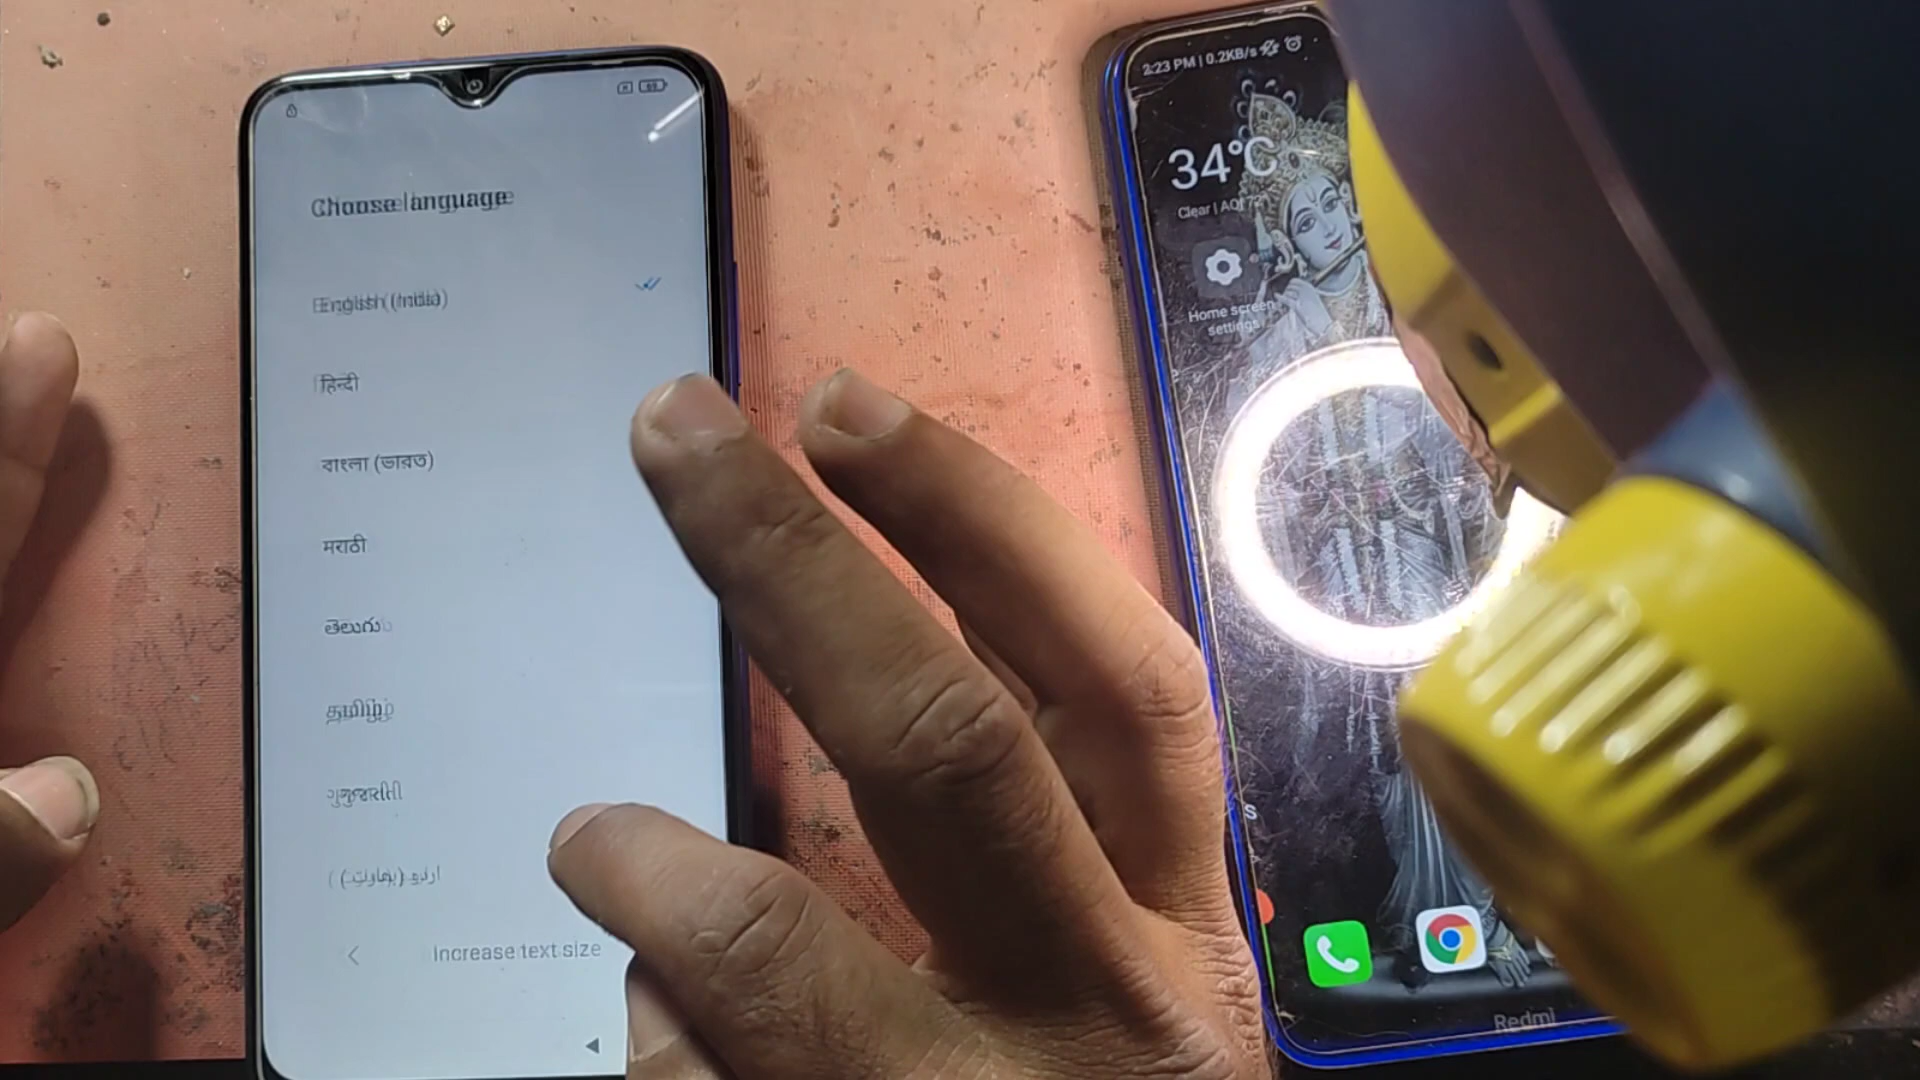 Choose language
English (India)
हिन्दी
বাংলা (ভারত)
मराठी
తెలుగు
தமிழ்
ગુજરાતી
اردو (بھارت)
Increase text size
2:23 PM | 0.2KB/s
34°C
Clear | AQI 72
Home screen
settings
S
Redmi